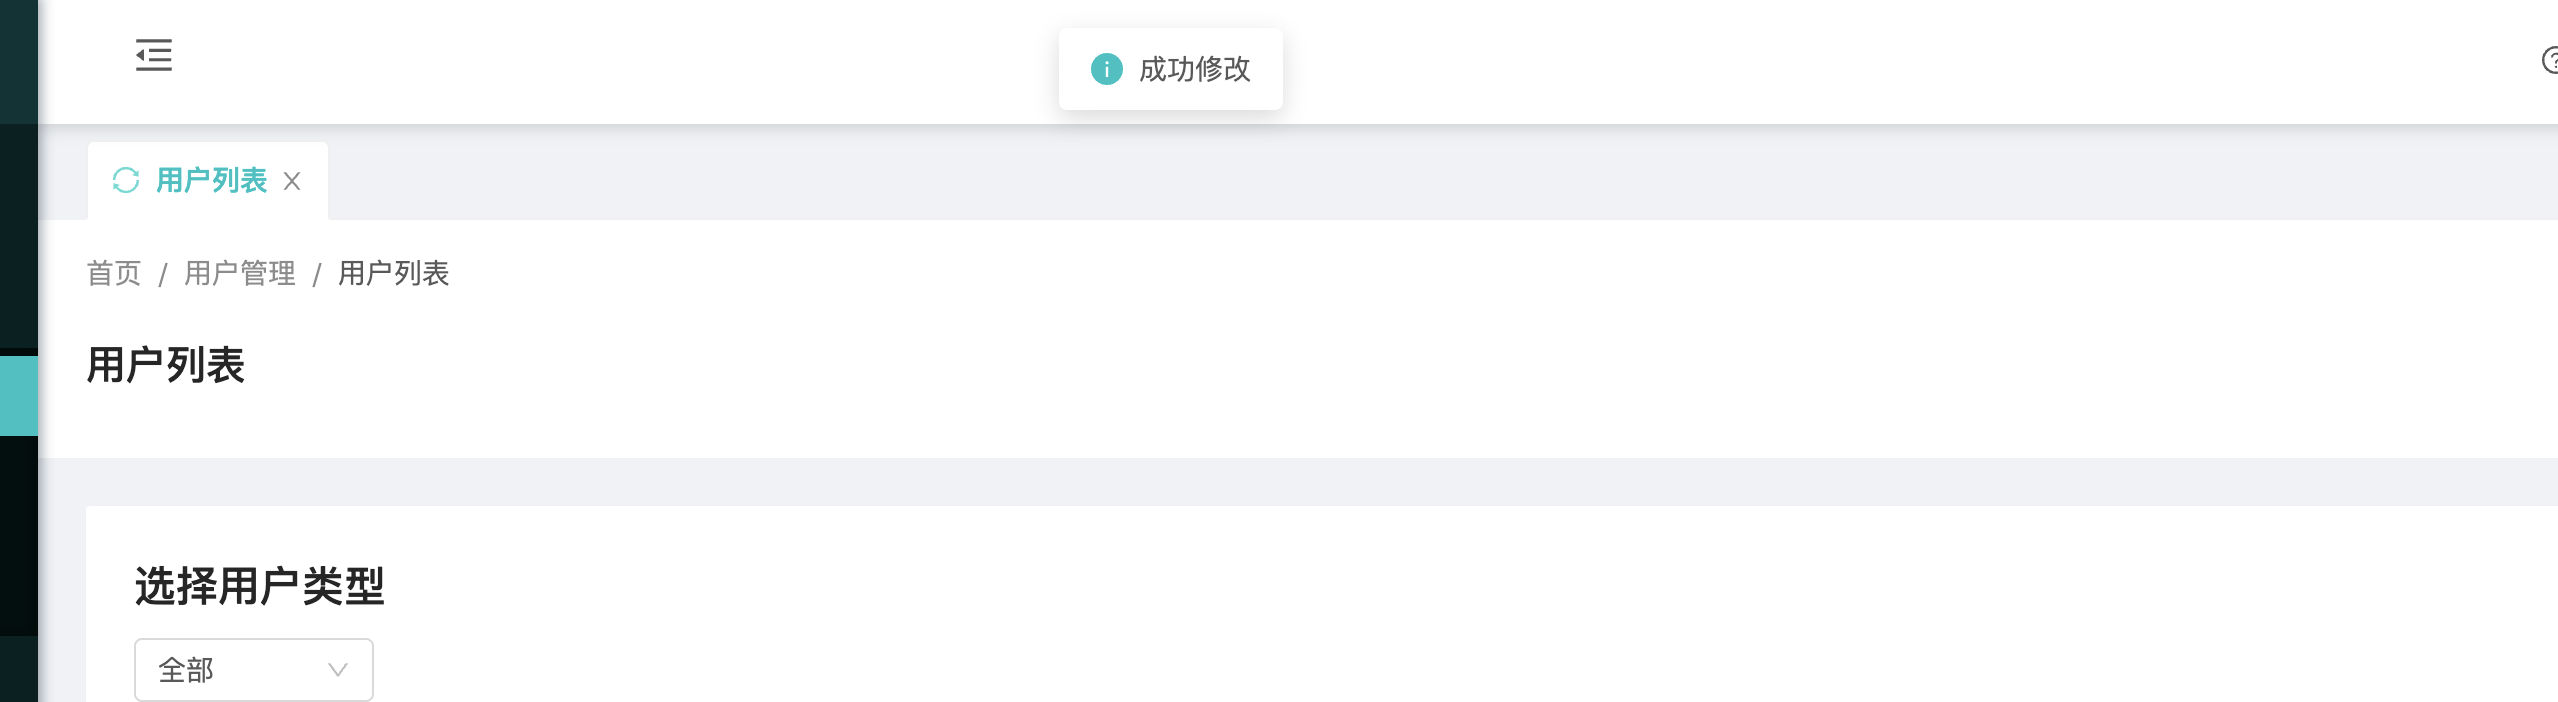 成功修改
用户列表
首页 / 用户管理 / 用户列表
用户列表
选择用户类型
全部